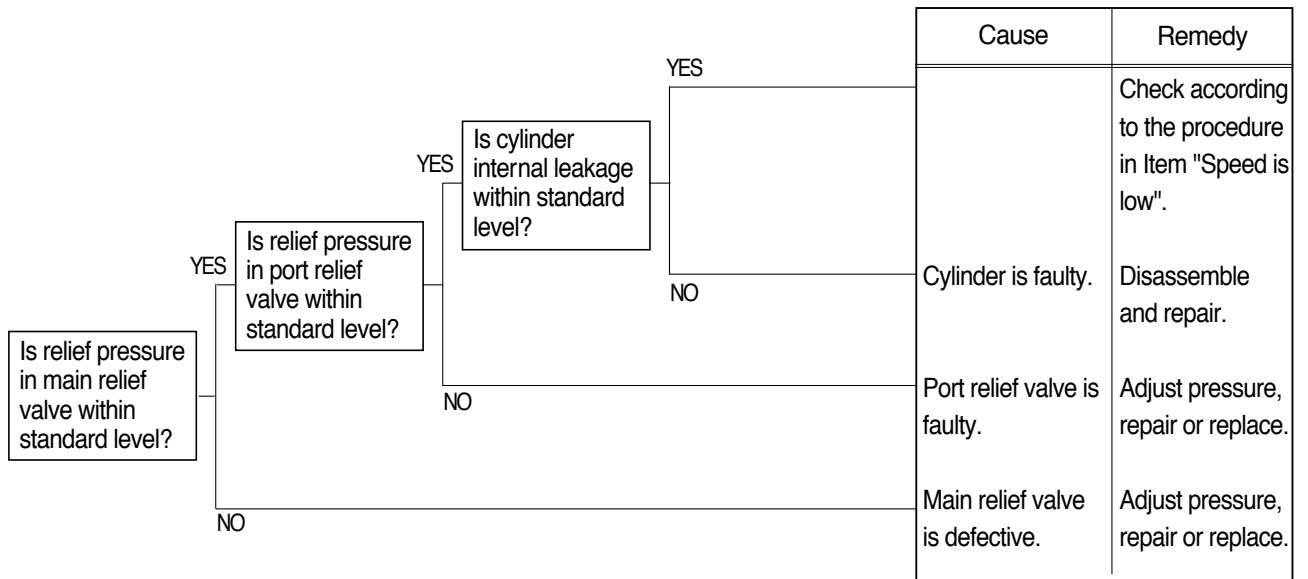 Cause
Remedy
YES
Check according
to the procedure
in Item "Speed is
low".
Is cylinder
internal leakage
within standard
level?
YES
NO
Cylinder is faulty.
Disassemble
and repair.
Is relief pressure
in port relief
valve within
standard level?
YES
NO
Port relief valve is
faulty.
Adjust pressure,
repair or replace.
Is relief pressure
in main relief
valve within
standard level?
NO
Main relief valve
is defective.
Adjust pressure,
repair or replace.